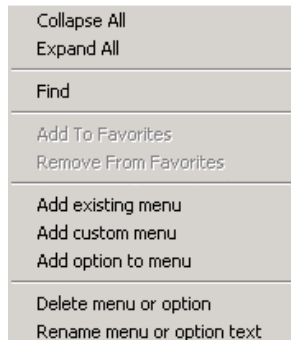 Collapse All
Expand All
Find
Add To Favorites
Remove From Favorites
Add existing menu
Add custom menu
Add option to menu
Delete menu or option
Rename menu or option text